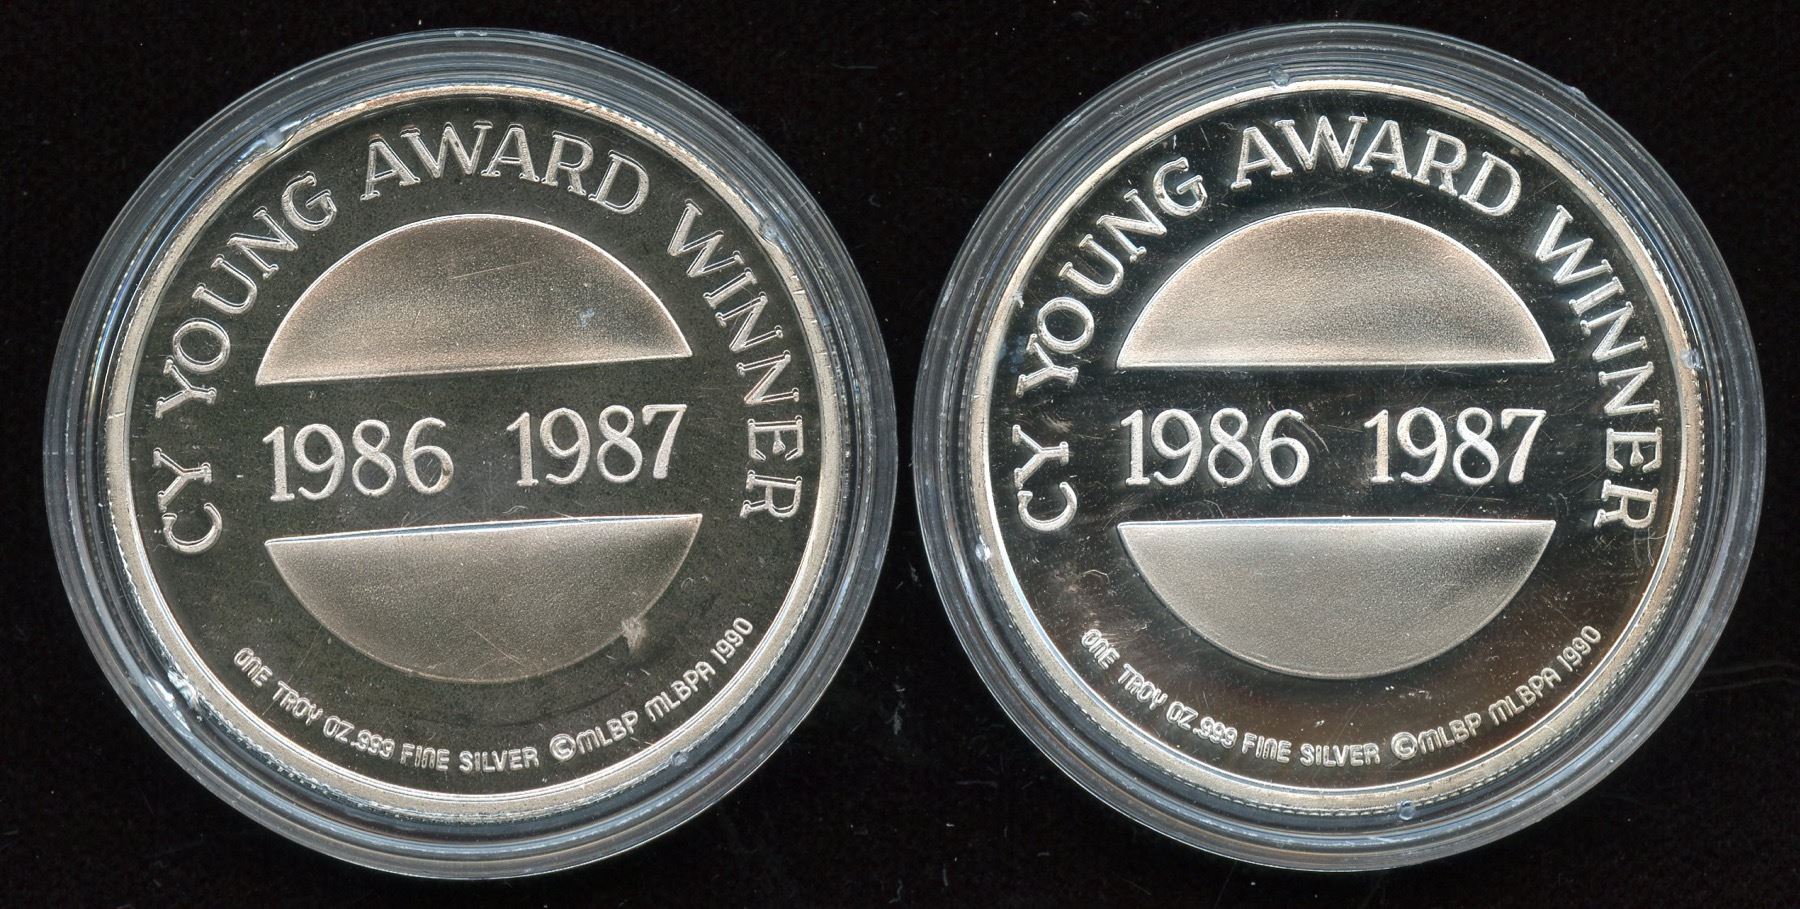 CY YOUNG AWARD WINNER
1986 1987
ONE TROY OZ .999 FINE SILVER ©MLBP MLBPA 1990
CY YOUNG AWARD WINNER
1986 1987
ONE TROY OZ .999 FINE SILVER ©MLBP MLBPA 1990